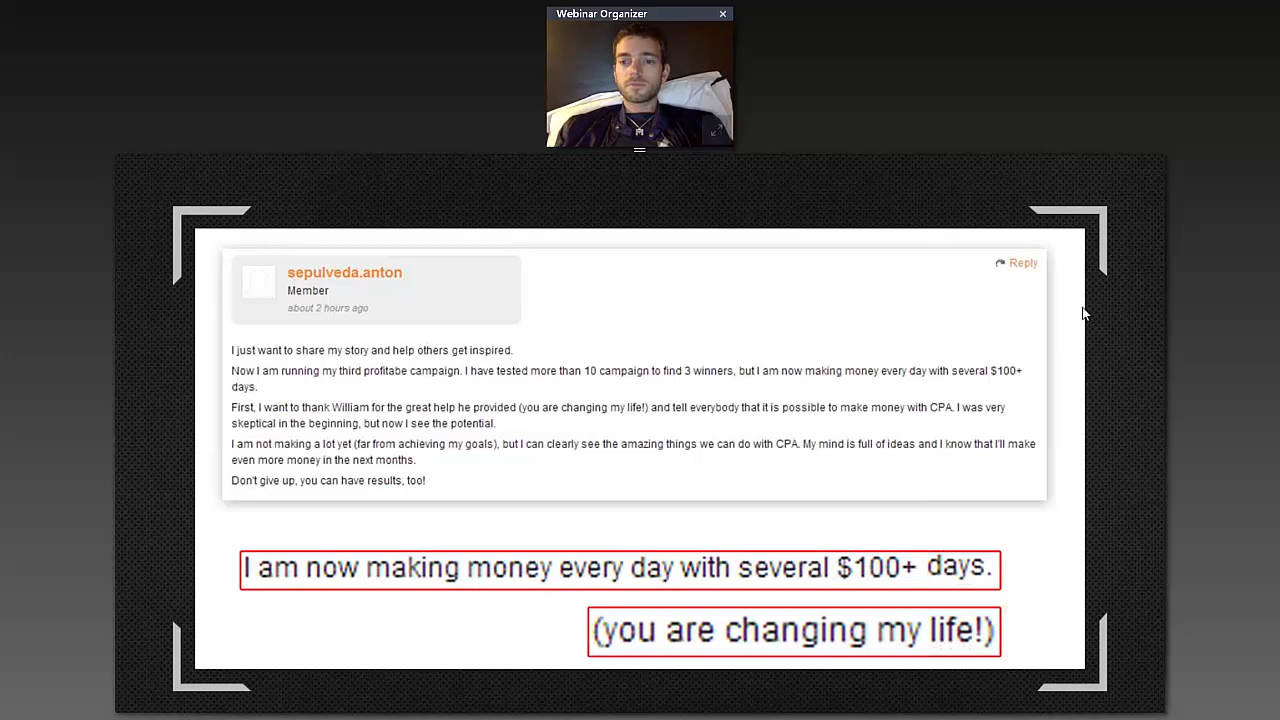 Webinar Organizer
sepulveda.anton
Reply
Member
about 2 hours ago
I just want to share my story and help others get inspired.
Now I am running my third profitabe campaign. I have tested more than 10 campaign to find 3 winners, but I am now making money every day with several $100+
days.
First, I want to thank William for the great help he provided (you are changing my life!) and tell everybody that it is possible to make money with CPA. I was very
skeptical in the beginning, but now I see the potential.
I am not making a lot yet (far from achieving my goals), but I can clearly see the amazing things we can do with CPA. My mind is full of ideas and I know that I'll make
even more money in the next months.
Don't give up, you can have results, too!
I am now making money every day with several $100+ days.
(you are changing my life!)